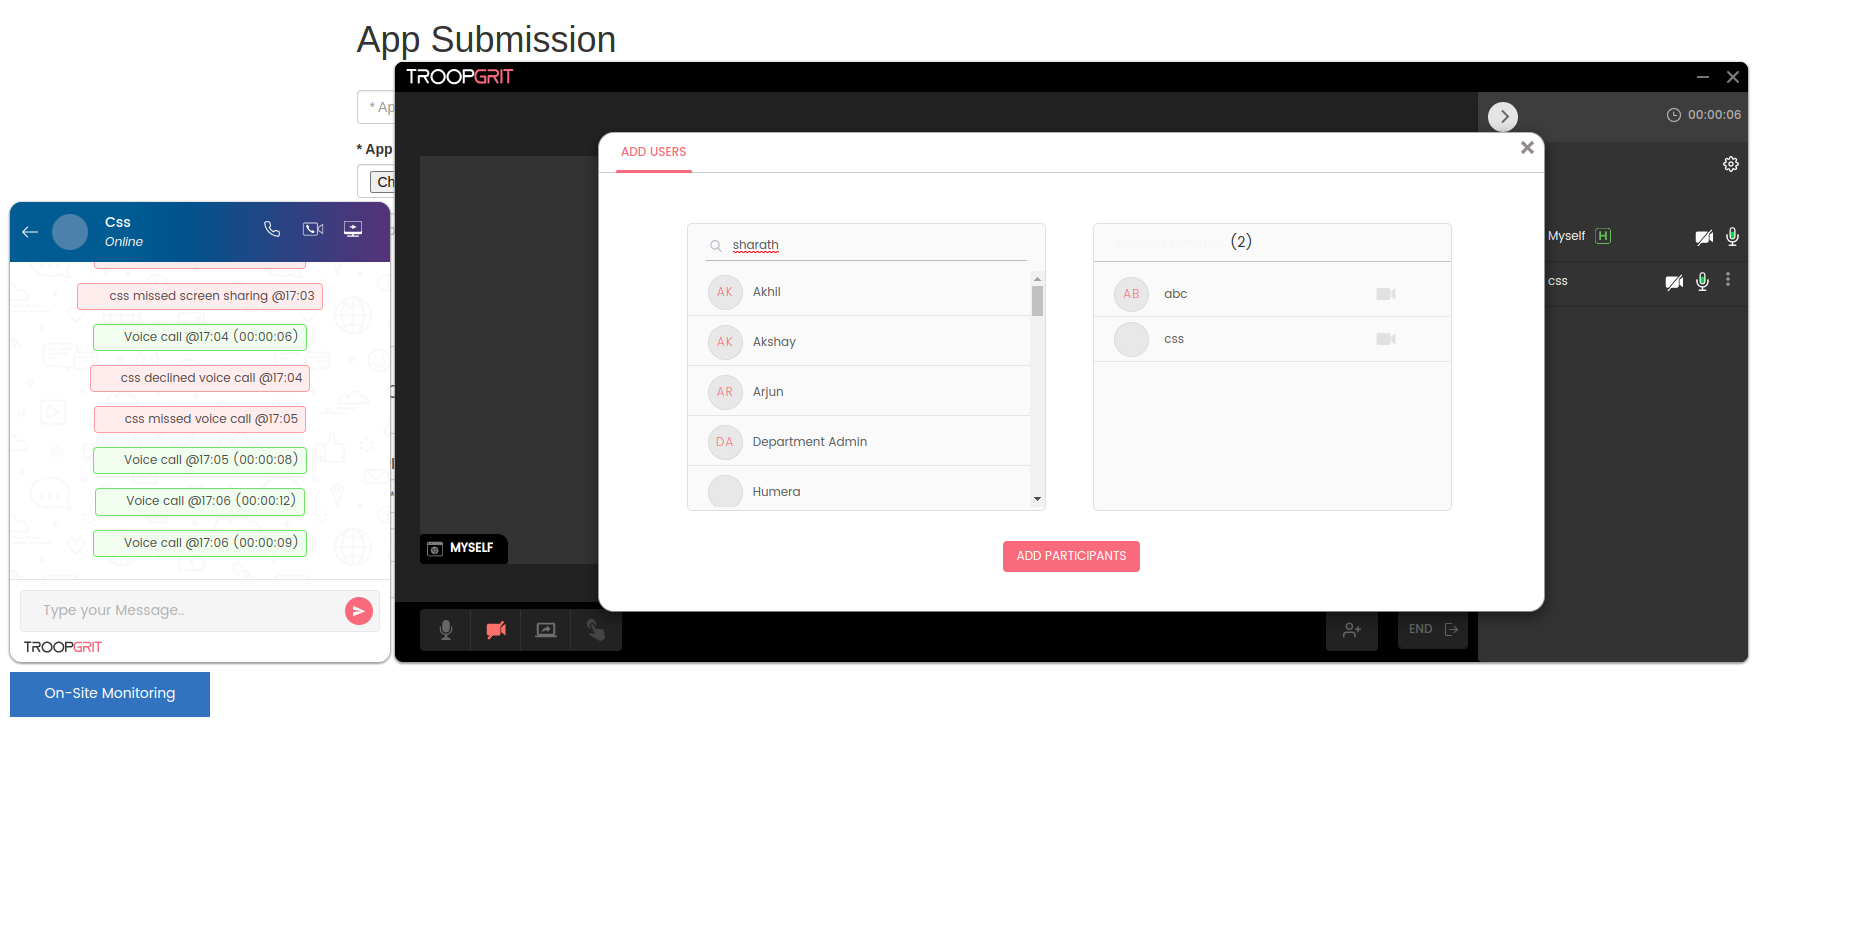 App Submission
* Ap
* App
Ch
TROOPGRIT
00:00:06
Myself H
css
ADD USERS
sharath
AK Akhil
AK Akshay
AR Arjun
DA Department Admin
Humera
(2)
AB abc
css
ADD PARTICIPANTS
MYSELF
END
Css
Online
css missed screen sharing @17:03
Voice call @17:04 (00:00:06)
css declined voice call @17:04
css missed voice call @17:05
Voice call @17:05 (00:00:08)
Voice call @17:06 (00:00:12)
Voice call @17:06 (00:00:09)
Type your Message..
TROOPGRIT
On-Site Monitoring